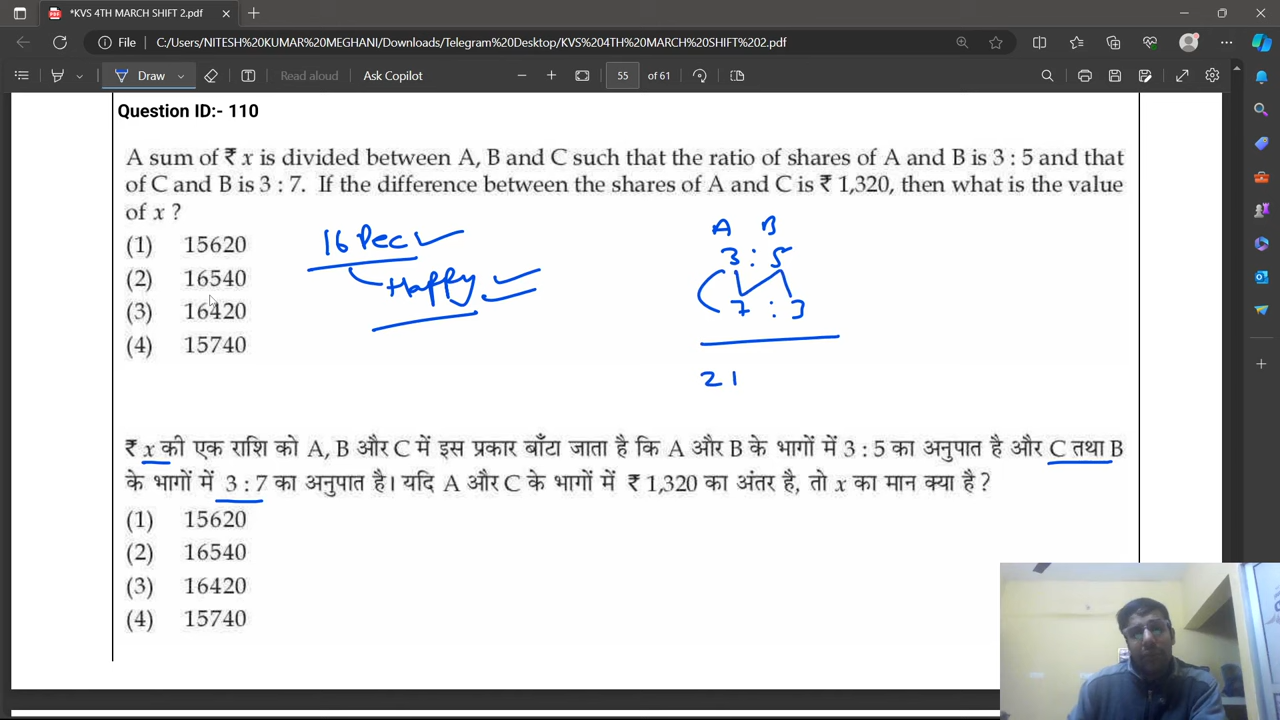 *KVS 4TH MARCH SHIFT 2.pdf
File C:/Users/NITESH%20KUMAR%20MEGHANI/Downloads/Telegram%20Desktop/KVS%204TH%20MARCH%20SHIFT%202.pdf
Draw Read aloud Ask Copilot 55 of 61
Question ID:- 110
A sum of ₹ x is divided between A, B and C such that the ratio of shares of A and B is 3 : 5 and that
of C and B is 3 : 7. If the difference between the shares of A and C is ₹ 1,320, then what is the value
of x ?
(1) 15620
(2) 16540
(3) 16420
(4) 15740
16 Dec
Happy
A B
3 : 5
7 : 3
21
₹ x की एक राशि को A, B और C में इस प्रकार बाँटा जाता है कि A और B के भागों में 3 : 5 का अनुपात है और C तथा B
के भागों में 3 : 7 का अनुपात है। यदि A और C के भागों में ₹ 1,320 का अंतर है, तो x का मान क्या है ?
(1) 15620
(2) 16540
(3) 16420
(4) 15740